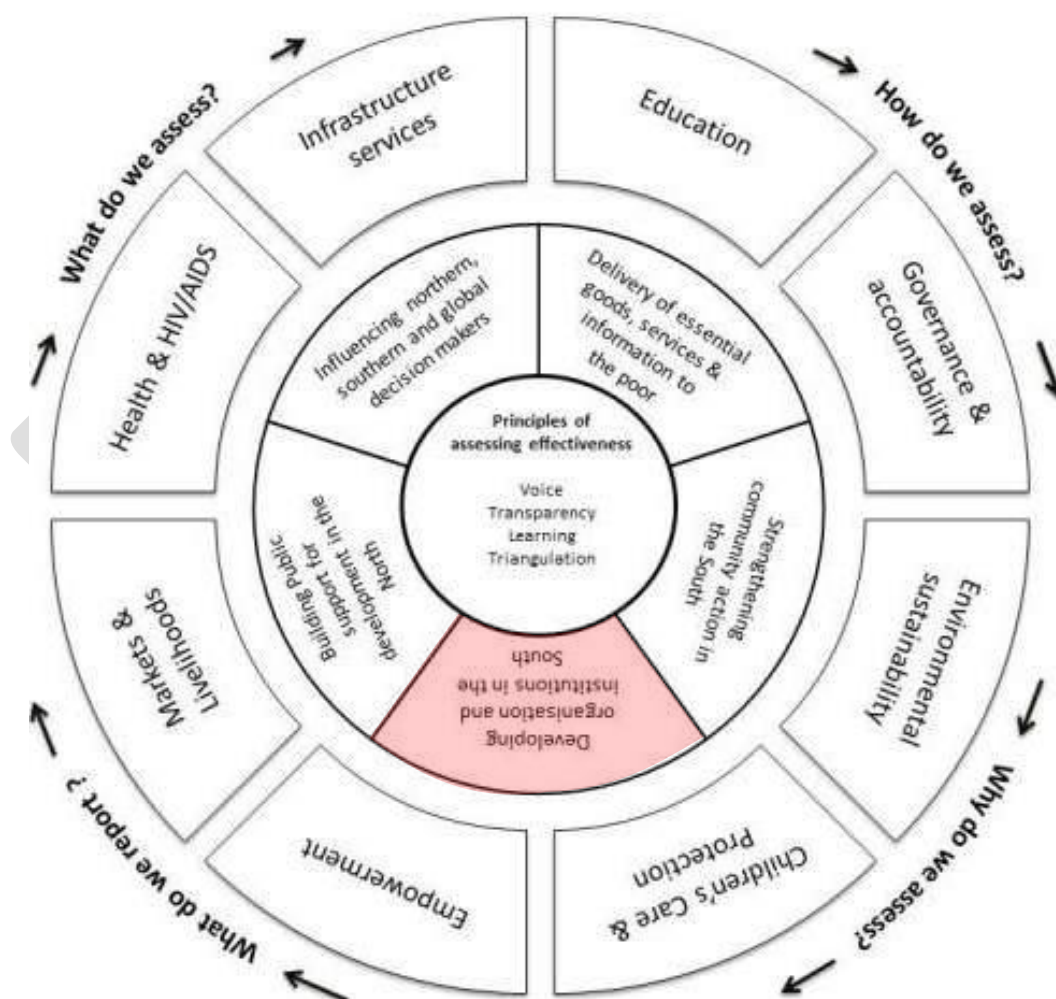 What do we assess?
How do we assess?
Why do we assess?
What do we report ?
Infrastructure
services
Education
Governance &
accountability
Environmental
sustainability
Children's Care &
Protection
Empowerment
Markets &
Livelihoods
Health & HIV/AIDS
Influencing northern,
southern and global
decision makers
Delivery of essential
goods, services &
information to
the poor
Strengthening
community action in
the South
Developing
organisation and
institutions in the
South
Building Public
support for
development in the
North
Principles of
assessing effectiveness
Voice
Transparency
Learning
Triangulation